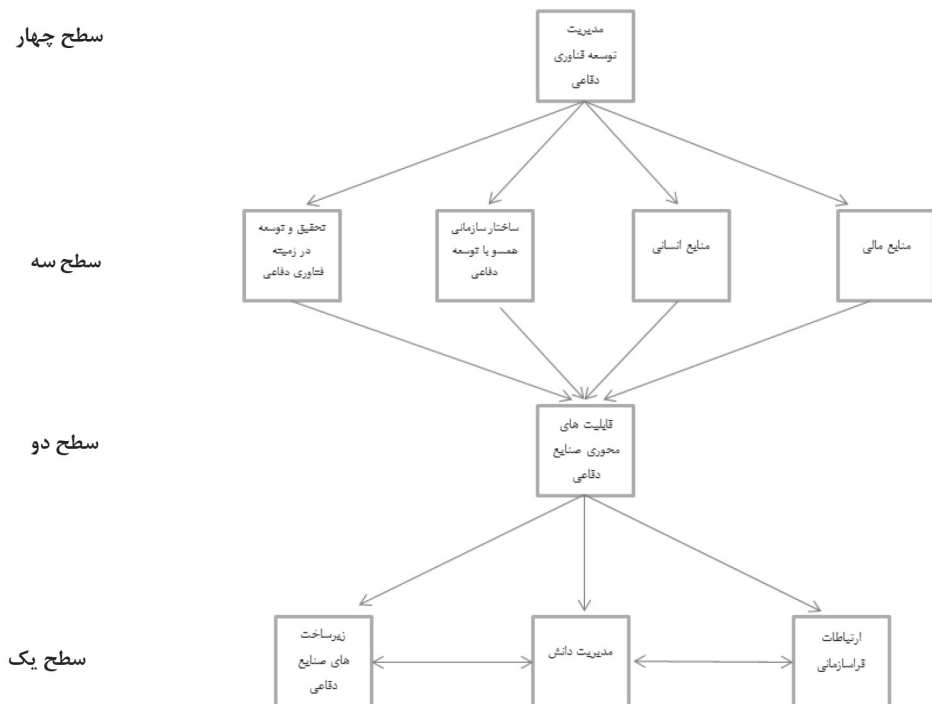 سطح چهار
مدیریت
توسعه فناوری
دفاعی
سطح سه
منابع مالی
منابع انسانی
ساختار سازمانی
همسو با توسعه
دفاعی
تحقیق و توسعه
در زمینه
فناوری دفاعی
سطح دو
قابلیت های
محوری صنایع
دفاعی
سطح یک
ارتباطات
فراسازمانی
مدیریت دانش
زیرساخت
های صنایع
دفاعی